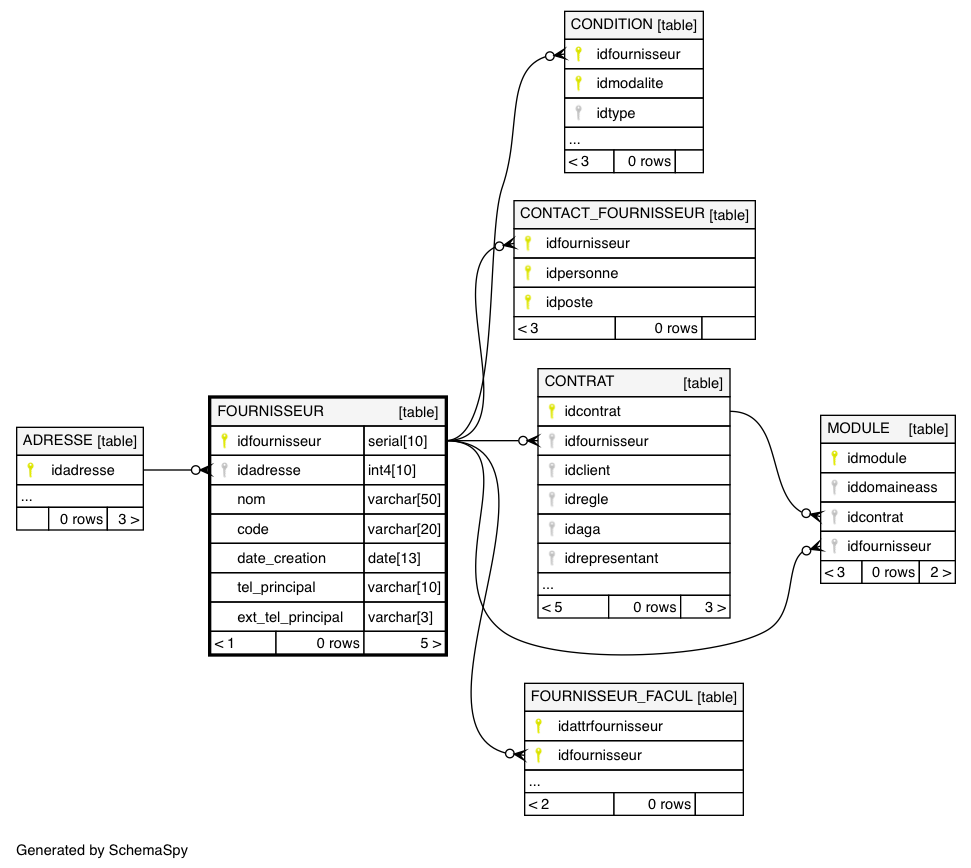 CONDITION [table]
idfournisseur
idmodalite
idtype
...
< 3 0 rows
CONTACT_FOURNISSEUR [table]
idfournisseur
idpersonne
idposte
< 3 0 rows
CONTRAT [table]
idcontrat
idfournisseur
idclient
idregle
idaga
idrepresentant
...
< 5 0 rows 3 >
FOURNISSEUR [table]
idfournisseur serial[10]
idadresse int4[10]
nom varchar[50]
code varchar[20]
date_creation date[13]
tel_principal varchar[10]
ext_tel_principal varchar[3]
< 1 0 rows 5 >
ADRESSE [table]
idadresse
...
0 rows 3 >
MODULE [table]
idmodule
iddomaineass
idcontrat
idfournisseur
< 3 0 rows 2 >
FOURNISSEUR_FACUL [table]
idattrfournisseur
idfournisseur
...
< 2 0 rows
Generated by SchemaSpy